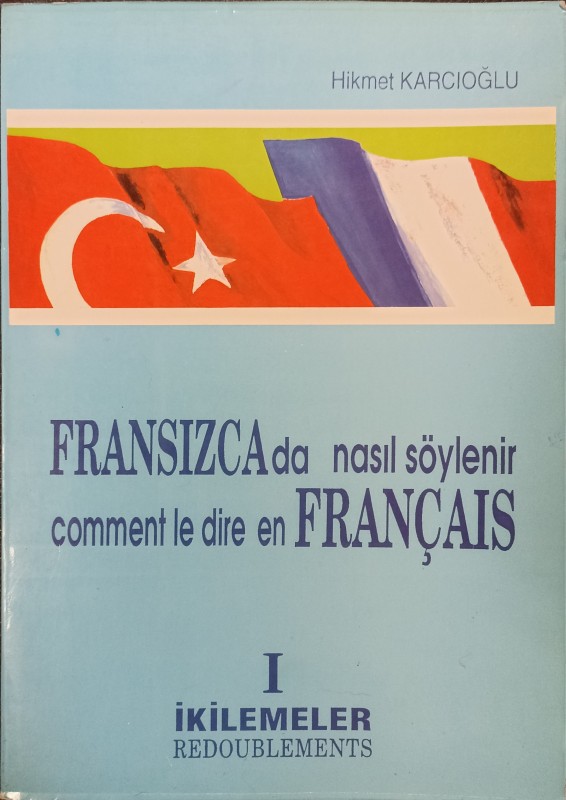 Hikmet KARCIOĞLU
FRANSIZCAda nasıl söylenir
comment le dire en FRANÇAIS
I
İKİLEMELER
REDOUBLEMENTS